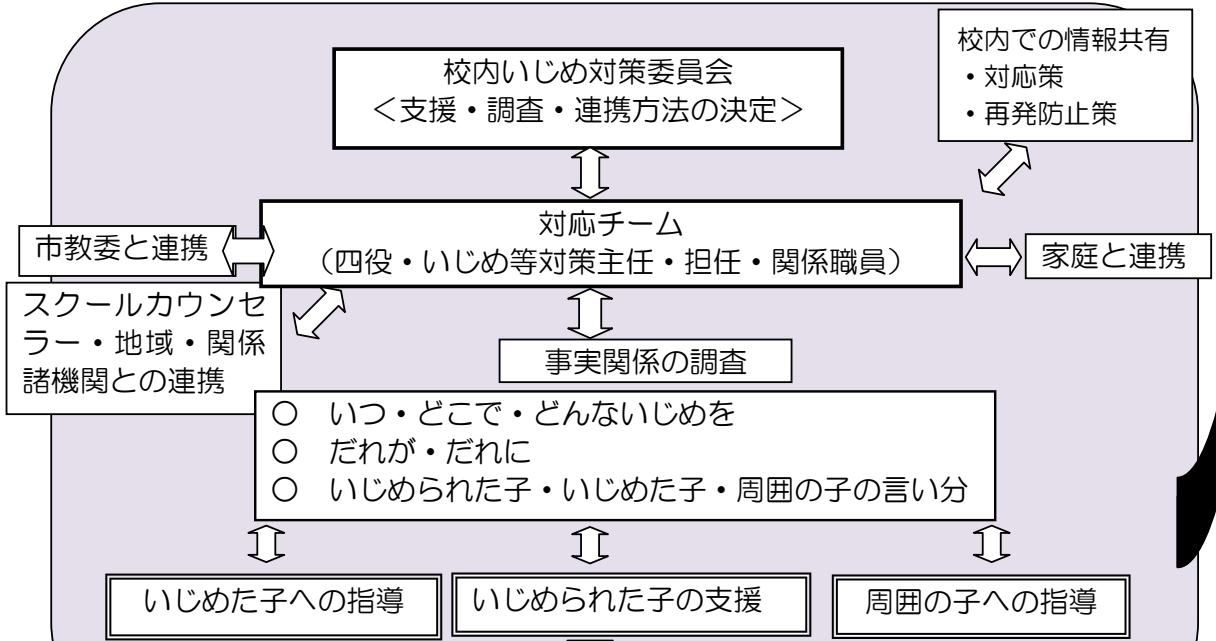 校内での情報共有
・対応策
・再発防止策
校内いじめ対策委員会
＜支援・調査・連携方法の決定＞
対応チーム
（四役・いじめ等対策主任・担任・関係職員）
市教委と連携
家庭と連携
スクールカウンセ
ラー・地域・関係
諸機関との連携
事実関係の調査
○　いつ・どこで・どんないじめを
○　だれが・だれに
○　いじめられた子・いじめた子・周囲の子の言い分
いじめた子への指導
いじめられた子の支援
周囲の子への指導